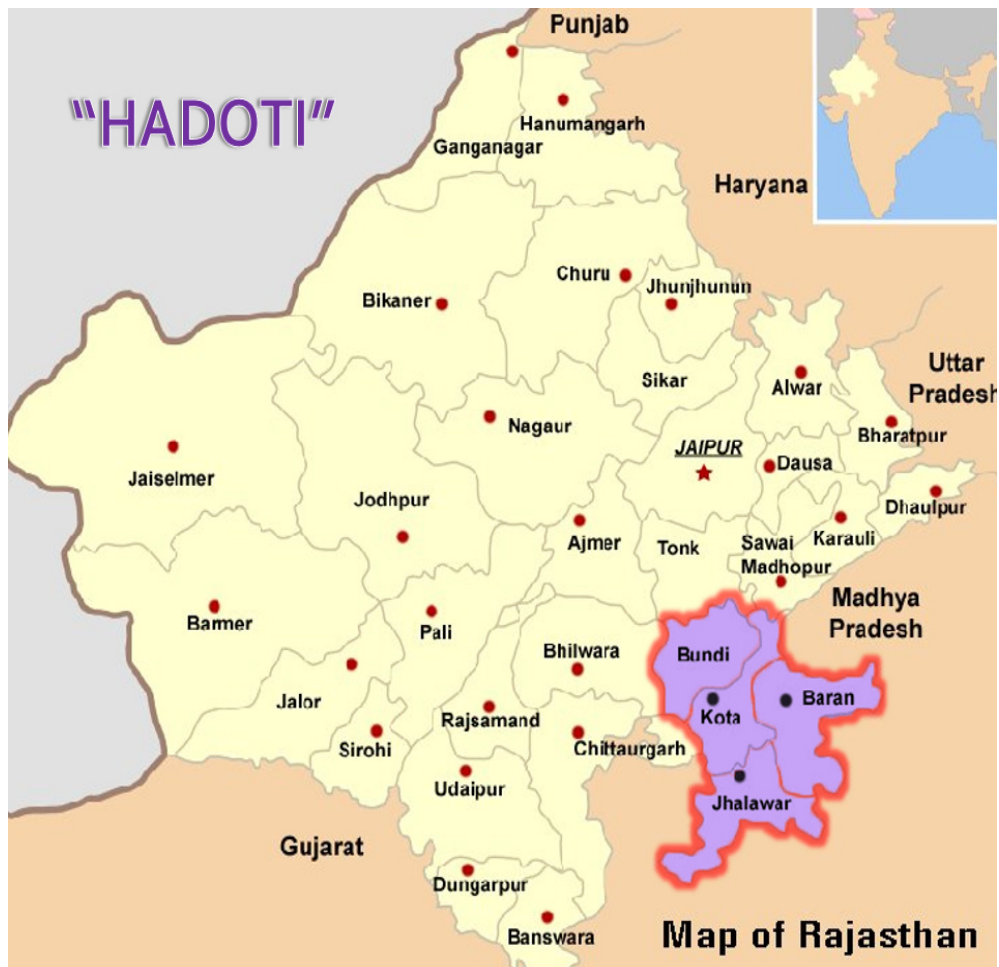 Punjab
“HADOTI”
Hanumangarh
Ganganagar
Haryana
Churu
Jhunjhunun
Bikaner
Uttar
Pradesh
Sikar
Alwar
Nagaur
Bharatpur
JAIPUR
Dausa
Jaiselmer
Jodhpur
Dhaulpur
Ajmer
Tonk
Sawai
Madhopur
Karauli
Madhya
Pradesh
Barmer
Pali
Bhilwara
Bundi
Jalor
Rajsamand
Kota
Baran
Sirohi
Chittaurgarh
Udaipur
Jhalawar
Gujarat
Dungarpur
Banswara
Map of Rajasthan